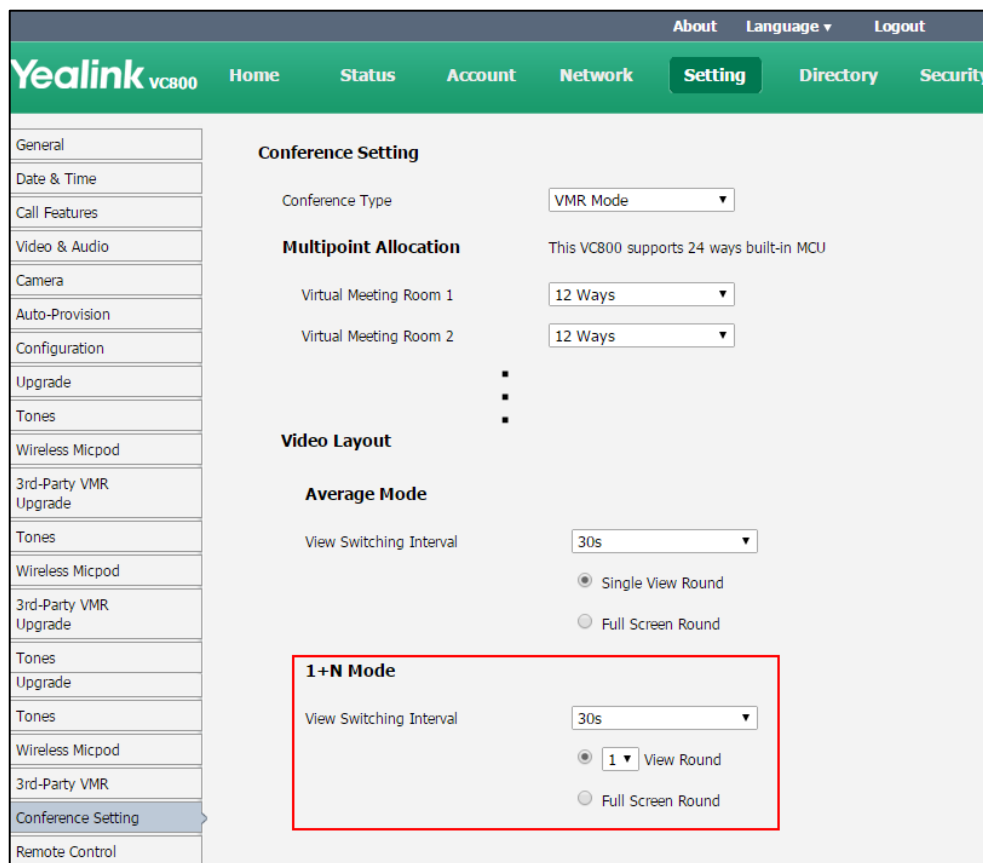 About Language ▾ Logout
Yealink VC800 Home Status Account Network Setting Directory Security
General
Date & Time
Call Features
Video & Audio
Camera
Auto-Provision
Configuration
Upgrade
Tones
Wireless Micpod
3rd-Party VMR
Upgrade
Tones
Wireless Micpod
3rd-Party VMR
Upgrade
Tones
Upgrade
Tones
Wireless Micpod
3rd-Party VMR
Conference Setting
Remote Control
Conference Setting
Conference Type VMR Mode
Multipoint Allocation This VC800 supports 24 ways built-in MCU
Virtual Meeting Room 1 12 Ways
Virtual Meeting Room 2 12 Ways
Video Layout
Average Mode
View Switching Interval 30s
Single View Round
Full Screen Round
1+N Mode
View Switching Interval 30s
1 View Round
Full Screen Round